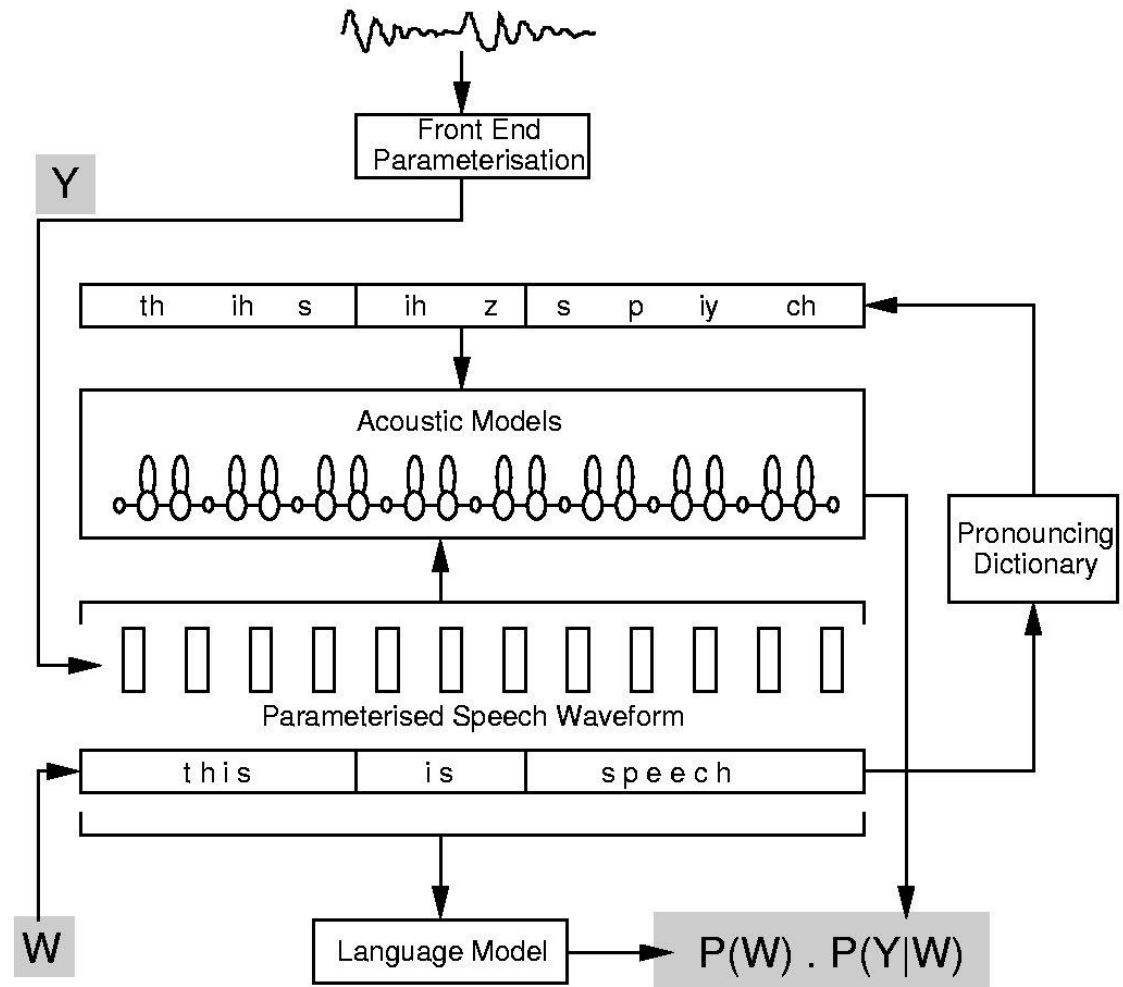 Front End
Parameterisation
Y
th ih s ih z s p iy ch
Acoustic Models
Pronouncing
Dictionary
Parameterised Speech Waveform
this is speech
W
Language Model
P(W) . P(Y|W)